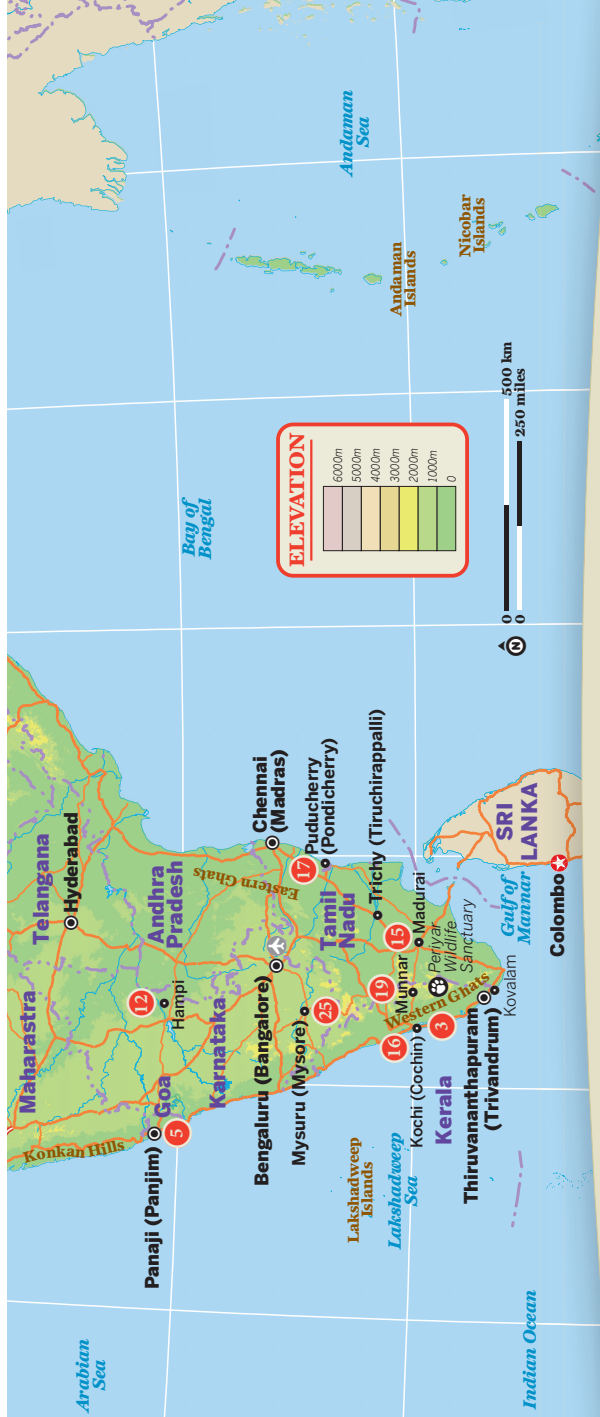 Arabian
Sea
Maharastra
Telangana
Hyderabad
Konkan Hills
Panaji (Panjim)
5
Goa
12
Hampi
Andhra
Pradesh
Karnataka
Eastern Ghats
Bengaluru (Bangalore)
Chennai
(Madras)
Mysuru (Mysore)
25
17
Puducherry
(Pondicherry)
Tamil
Nadu
Trichy (Tiruchirappalli)
Lakshadweep
Islands
Lakshadweep
Sea
16
Kochi (Cochin)
19
Munnar
15
Madurai
Western Ghats
Periyar
Wildlife
Sanctuary
Kerala
3
Thiruvananthapuram
(Trivandrum)
Kovalam
Gulf of
Mannar
SRI
LANKA
Colombo
Indian Ocean
Bay of
Bengal
ELEVATION
6000m
5000m
4000m
3000m
2000m
1000m
0
N
0 500 km
0 250 miles
Andaman
Sea
Andaman
Islands
Nicobar
Islands